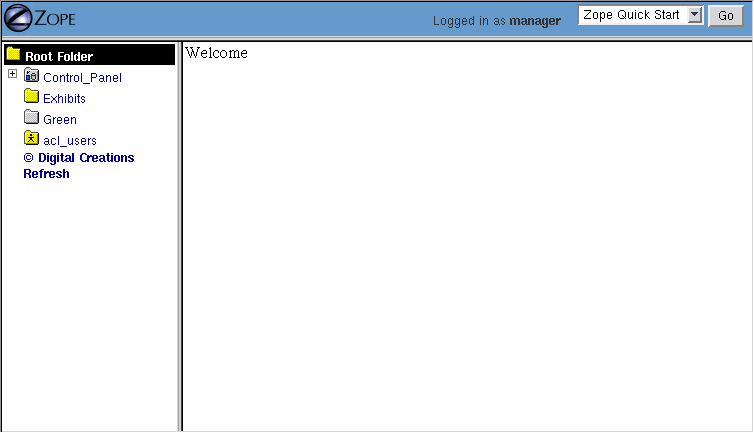 ZOPE
Logged in as manager
Zope Quick Start
Go
Root Folder
Control_Panel
Exhibits
Green
acl_users
© Digital Creations
Refresh
Welcome